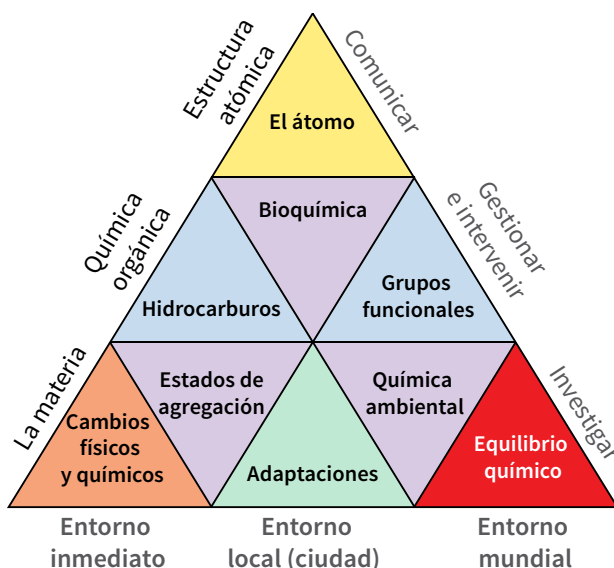 Estructura
atómica
Comunicar
El átomo
Química
orgánica
Bioquímica
Gestionar
e intervenir
Hidrocarburos
Grupos
funcionales
La materia
Estados de
agregación
Química
ambiental
Investigar
Cambios
físicos
y químicos
Adaptaciones
Equilibrio
químico
Entorno
inmediato
Entorno
local (ciudad)
Entorno
mundial